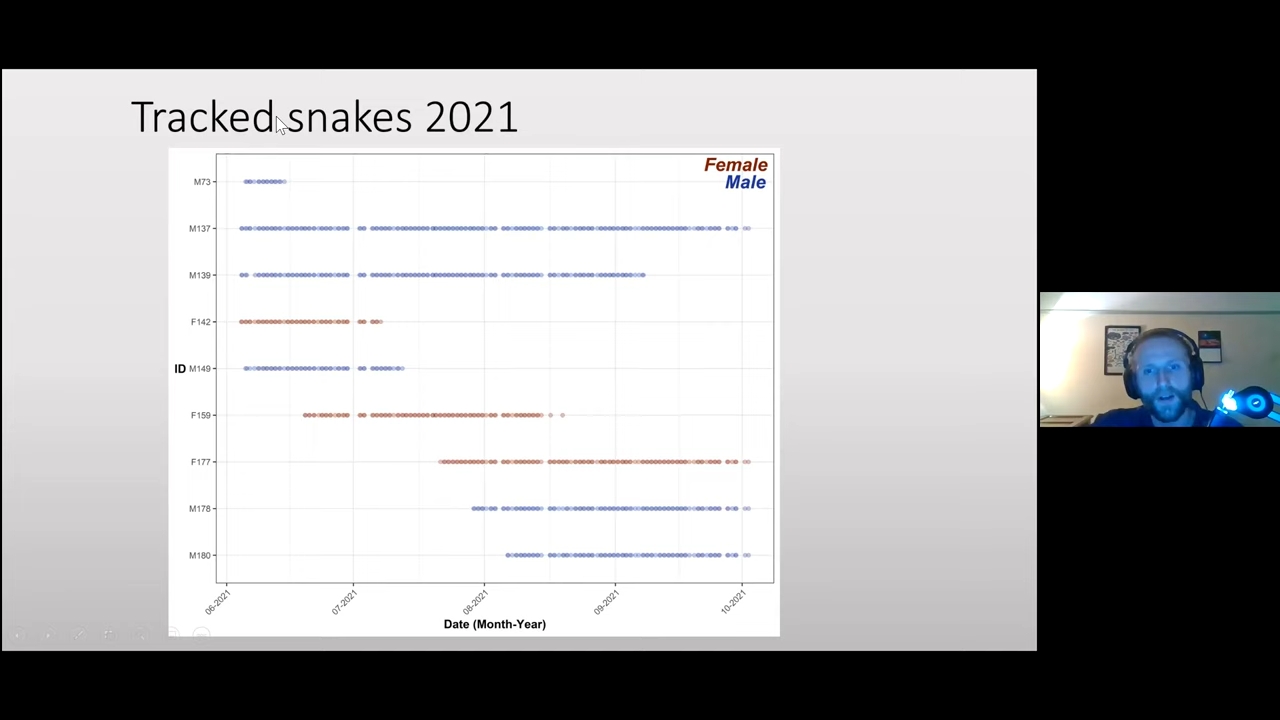 Tracked snakes 2021
Female
Male
M73
M137
M139
F142
ID M149
F159
F177
M178
M180
06-2021 07-2021 08-2021 09-2021 10-2021
Date (Month-Year)